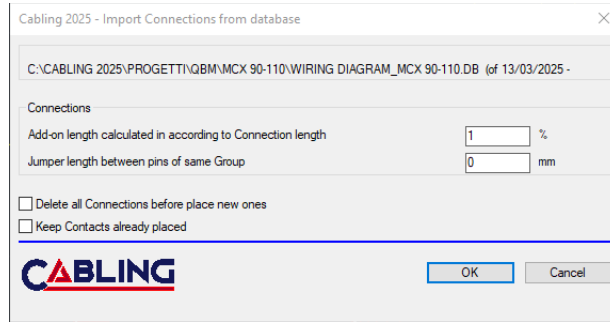 Cabling 2025 - Import Connections from database
C:\CABLING 2025\PROGETTI\QBM\MCX 90-110\WIRING DIAGRAM_MCX 90-110.DB (of 13/03/2025 -
Connections
Add-on length calculated in according to Connection length 1 %
Jumper length between pins of same Group 0 mm
Delete all Connections before place new ones
Keep Contacts already placed
CABLING OK Cancel